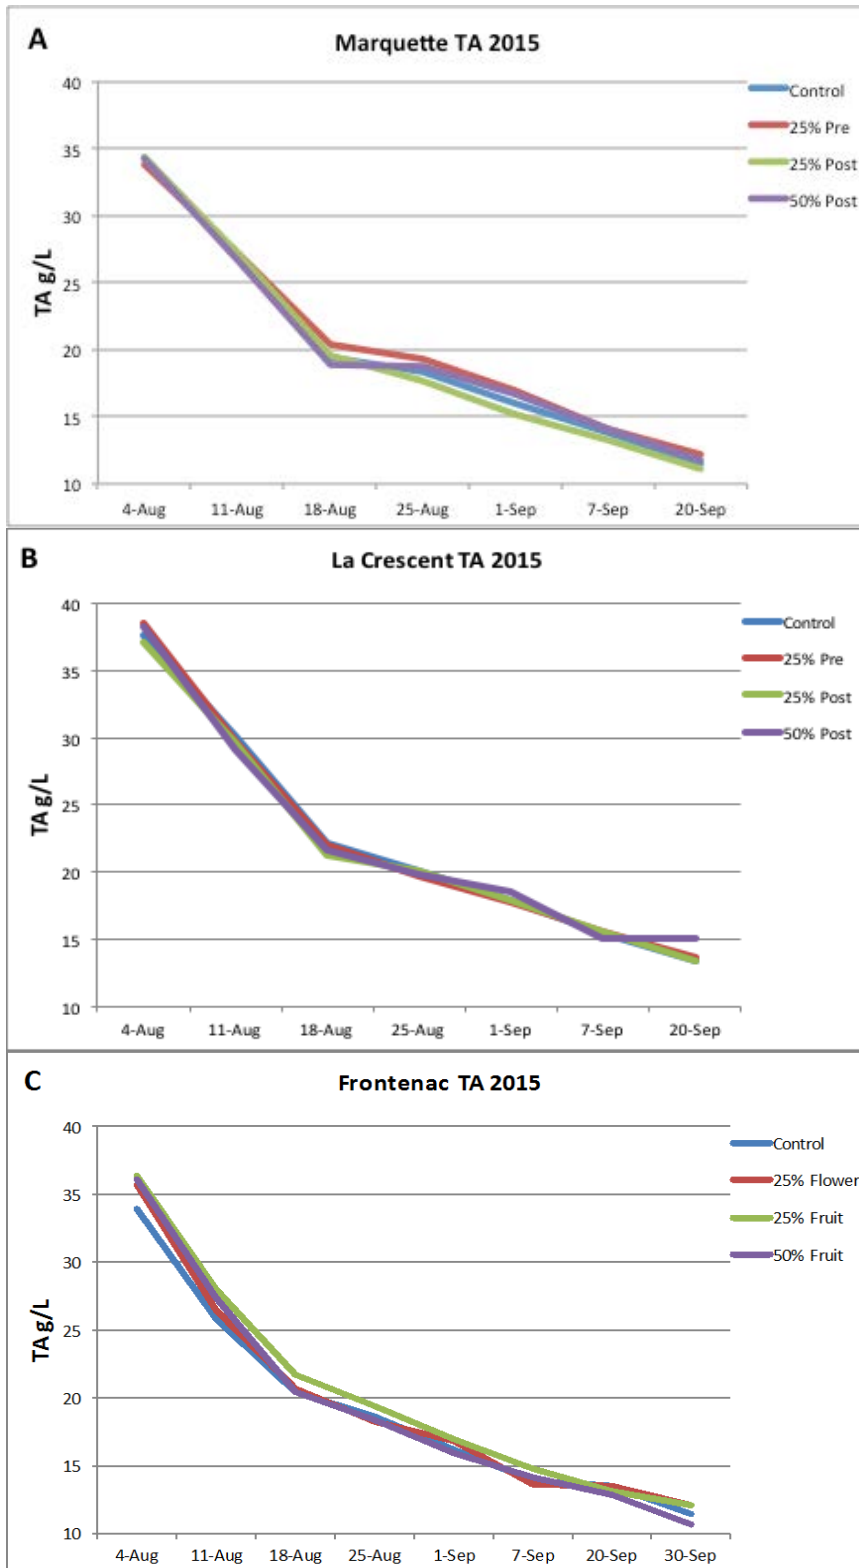 A
Marquette TA 2015
TA g/L
40
35
30
25
20
15
10
4-Aug 11-Aug 18-Aug 25-Aug 1-Sep 7-Sep 20-Sep
Control
25% Pre
25% Post
50% Post
B
La Crescent TA 2015
TA g/L
40
35
30
25
20
15
10
4-Aug 11-Aug 18-Aug 25-Aug 1-Sep 7-Sep 20-Sep
Control
25% Pre
25% Post
50% Post
C
Frontenac TA 2015
TA g/L
40
35
30
25
20
15
10
4-Aug 11-Aug 18-Aug 25-Aug 1-Sep 7-Sep 20-Sep 30-Sep
Control
25% Flower
25% Fruit
50% Fruit